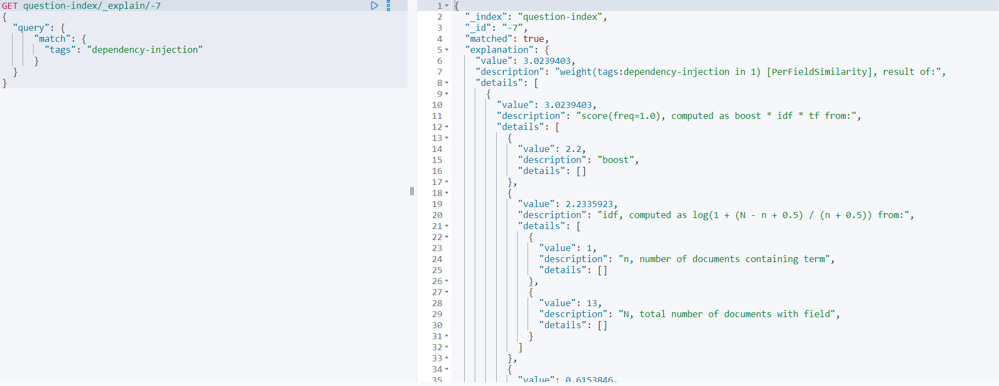 GET question-index/_explain/-7
{
  "query": {
      "match": {
        "tags": "dependency-injection"
      }
  }
}
1 {
2   "_index": "question-index",
3   "_id": "-7",
4   "matched": true,
5   "explanation": {
6     "value": 3.0239403,
7     "description": "weight(tags:dependency-injection in 1) [PerFieldSimilarity], result of:",
8     "details": [
9       {
10         "value": 3.0239403,
11         "description": "score(freq=1.0), computed as boost * idf * tf from:",
12         "details": [
13           {
14             "value": 2.2,
15             "description": "boost",
16             "details": []
17           },
18           {
19             "value": 2.2335923,
20             "description": "idf, computed as log(1 + (N - n + 0.5) / (n + 0.5)) from:",
21             "details": [
22               {
23                 "value": 1,
24                 "description": "n, number of documents containing term",
25                 "details": []
26               },
27               {
28                 "value": 13,
29                 "description": "N, total number of documents with field",
30                 "details": []
31               }
32             ]
33           },
34           {
35             "value": 0.6153846,